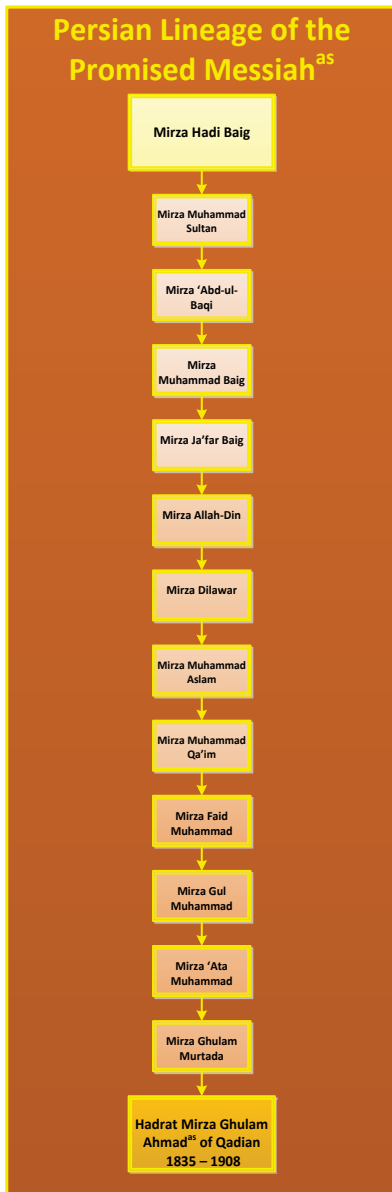 Persian Lineage of the
Promised Messiahas
Mirza Hadi Baig
Mirza Muhammad
Sultan
Mirza ‘Abd-ul-
Baqi
Mirza
Muhammad Baig
Mirza Ja’far Baig
Mirza Allah-Din
Mirza Dilawar
Mirza Muhammad
Aslam
Mirza Muhammad
Qa’im
Mirza Faid
Muhammad
Mirza Gul
Muhammad
Mirza ‘Ata
Muhammad
Mirza Ghulam
Murtada
Hadrat Mirza Ghulam
Ahmadas of Qadian
1835 – 1908